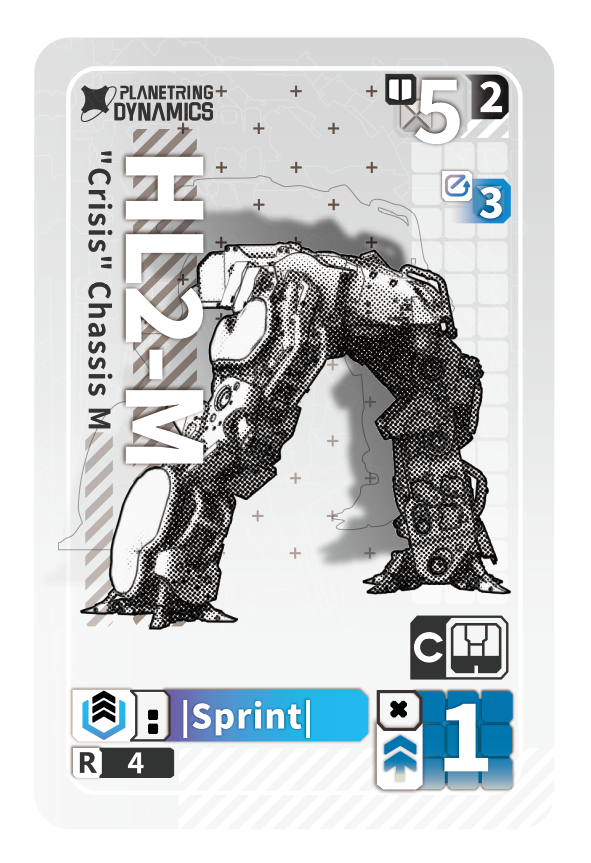 PLANETRING
DYNAMICS
5
2
3
HL2-M
"Crisis" Chassis M
C
|Sprint|
1
R 4